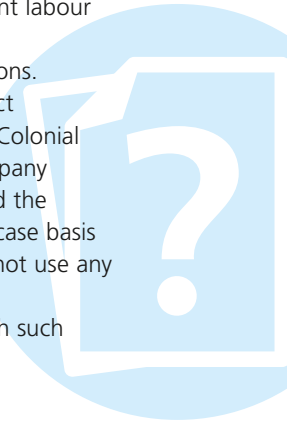 nt labour
ons.
ct
Colonial
pany
d the
case basis
not use any
n such
?